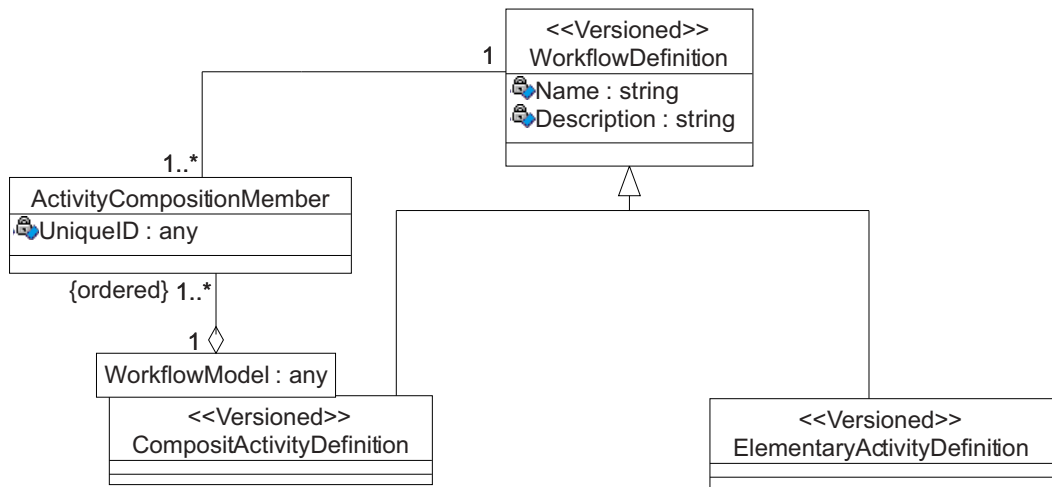 <<Versioned>>
WorkflowDefinition
Name : string
Description : string
1
1..*
ActivityCompositionMember
UniqueID : any
{ordered} 1..*
1
WorkflowModel : any
<<Versioned>>
CompositActivityDefinition
<<Versioned>>
ElementaryActivityDefinition